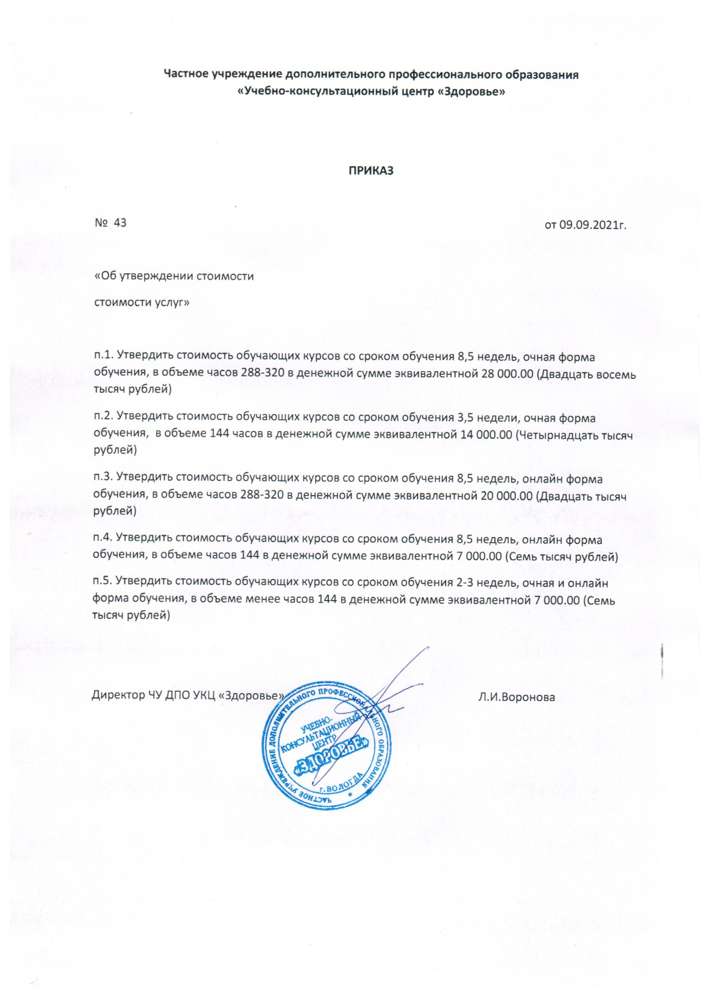 Частное учреждение дополнительного профессионального образования
«Учебно-консультационный центр «Здоровье»
ПРИКАЗ
№ 43
от 09.09.2021г.
«Об утверждении стоимости
стоимости услуг»
п.1. Утвердить стоимость обучающих курсов со сроком обучения 8,5 недель, очная форма
обучения, в объеме часов 288-320 в денежной сумме эквивалентной 28 000.00 (Двадцать восемь
тысяч рублей)
п.2. Утвердить стоимость обучающих курсов со сроком обучения 3,5 недели, очная форма
обучения, в объеме 144 часов в денежной сумме эквивалентной 14 000.00 (Четырнадцать тысяч
рублей)
п.3. Утвердить стоимость обучающих курсов со сроком обучения 8,5 недель, онлайн форма
обучения, в объеме часов 288-320 в денежной сумме эквивалентной 20 000.00 (Двадцать тысяч
рублей)
п.4. Утвердить стоимость обучающих курсов со сроком обучения 8,5 недель, онлайн форма
обучения, в объеме часов 144 в денежной сумме эквивалентной 7 000.00 (Семь тысяч рублей)
п.5. Утвердить стоимость обучающих курсов со сроком обучения 2-3 недель, очная и онлайн
форма обучения, в объеме менее часов 144 в денежной сумме эквивалентной 7 000.00 (Семь
тысяч рублей)
Директор ЧУ ДПО УКЦ «Здоровье»
Л.И.Воронова
ЧАСТНОЕ УЧРЕЖДЕНИЕ ДОПОЛНИТЕЛЬНОГО ПРОФЕССИОНАЛЬНОГО ОБРАЗОВАНИЯ *
УЧЕБНО-
КОНСУЛЬТАЦИОННЫЙ
ЦЕНТР
«ЗДОРОВЬЕ»
г.ВОЛОГДА